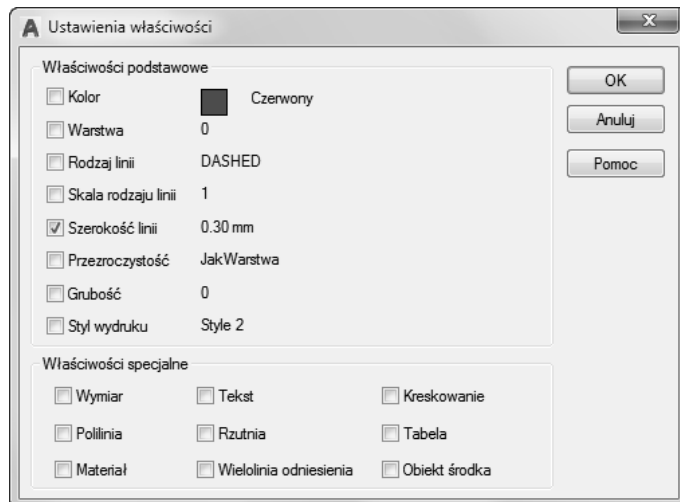 Ustawienia właściwości
Właściwości podstawowe
Kolor Czerwony
Warstwa 0
Rodzaj linii DASHED
Skala rodzaju linii 1
Szerokość linii 0.30 mm
Przezroczystość JakWarstwa
Grubość 0
Styl wydruku Style 2
OK
Anuluj
Pomoc
Właściwości specjalne
Wymiar Tekst Kreskowanie
Polilinia Rzutnia Tabela
Materiał Wielolinia odniesienia Obiekt środka